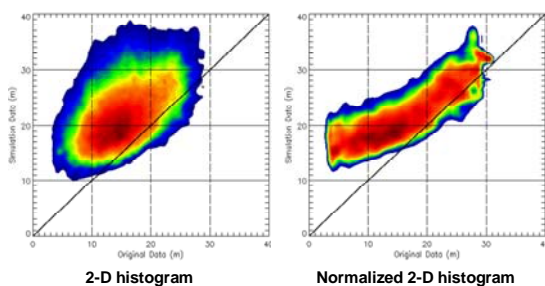 40
30
20
10
0
Simulation Data (m)
0 10 20 30 40
Original Data (m)
2-D histogram
40
30
20
10
0
Simulation Data (m)
0 10 20 30 40
Original Data (m)
Normalized 2-D histogram